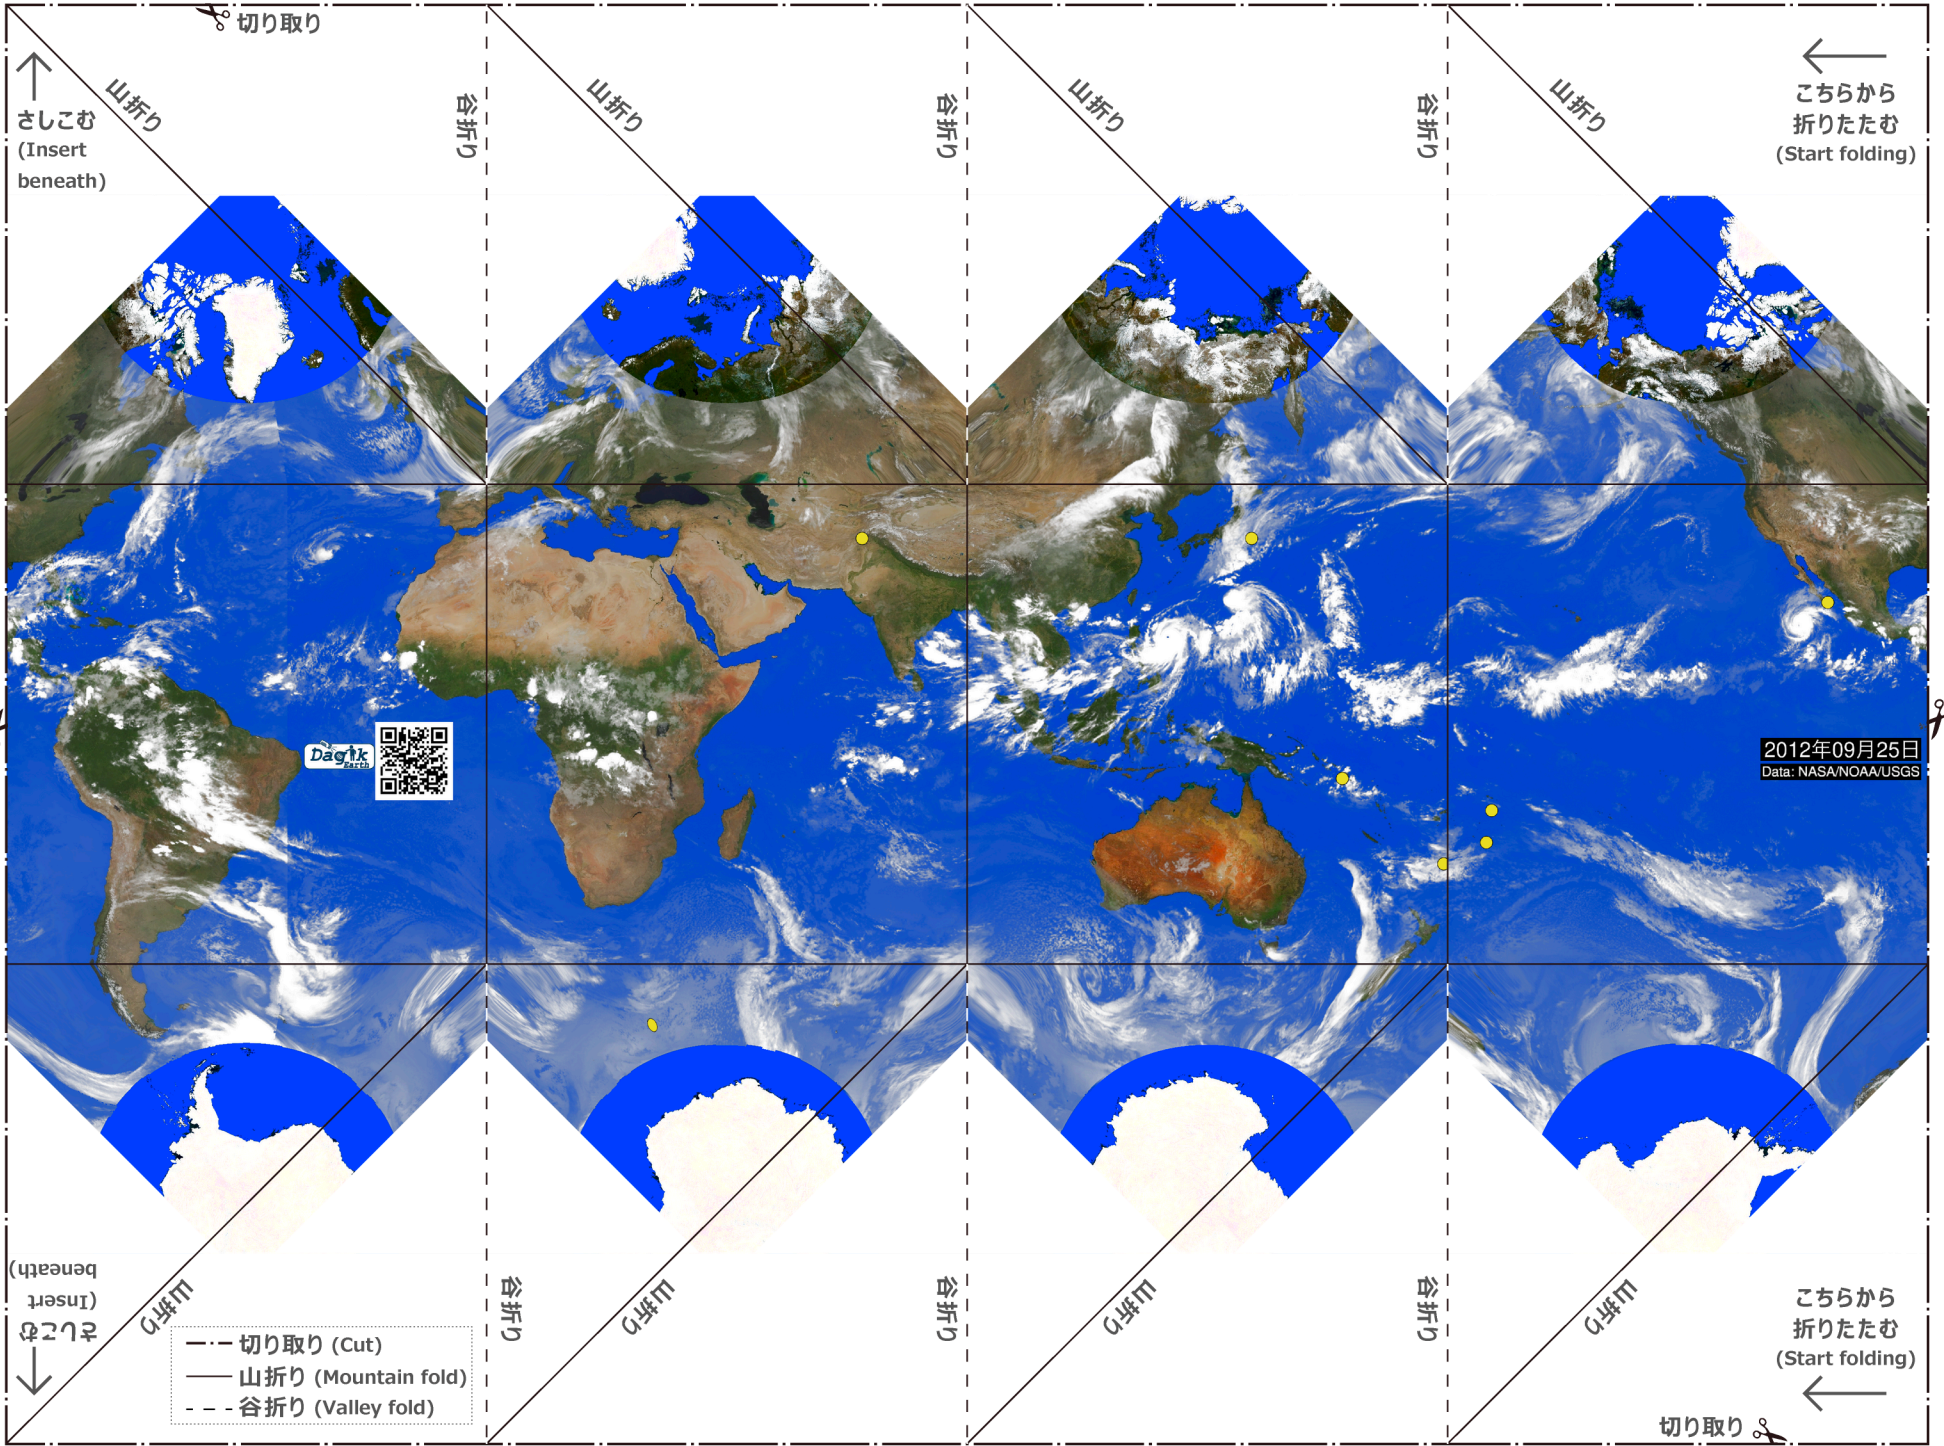 切り取り
山折り
谷折り
山折り
谷折り
山折り
谷折り
山折り
さしこむ
(Insert
beneath)
こちらから
折りたたむ
(Start folding)
Dagik
Earth
2012年09月25日
Data: NASA/NOAA/USGS
さしこむ
(Insert
beneath)
山折り
谷折り
山折り
谷折り
山折り
谷折り
山折り
こちらから
折りたたむ
(Start folding)
切り取り (Cut)
山折り (Mountain fold)
谷折り (Valley fold)
切り取り